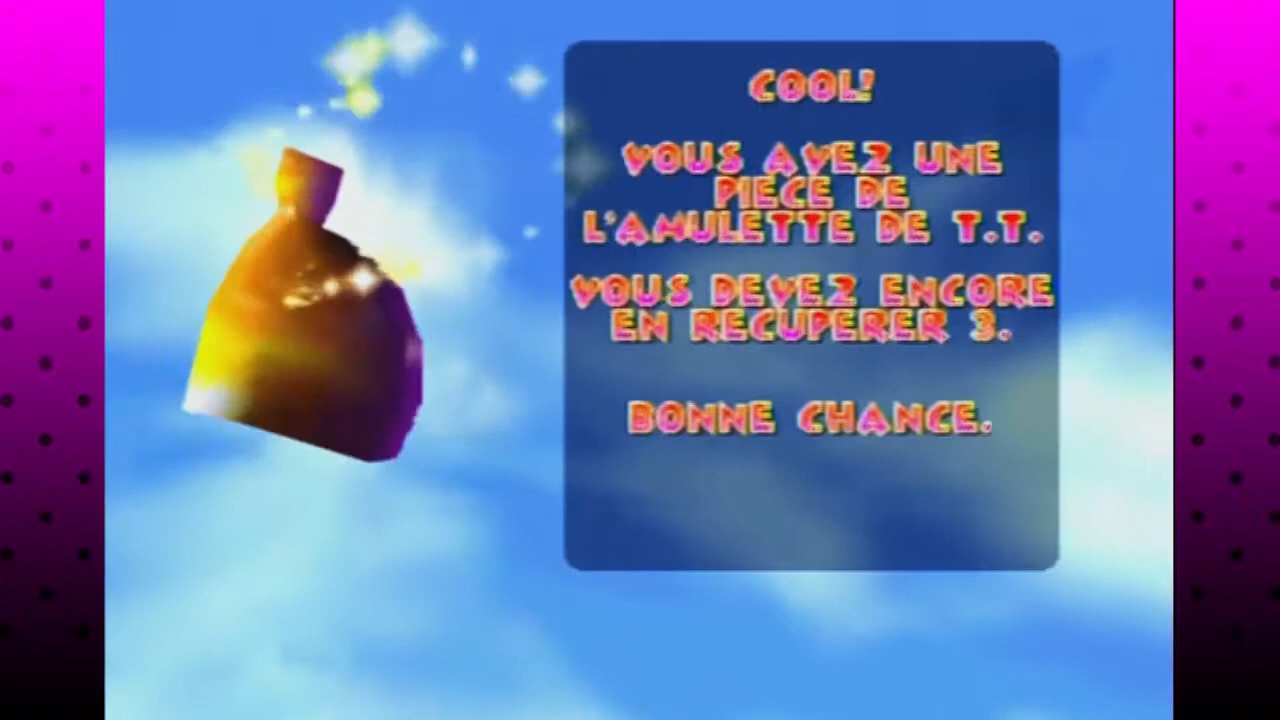 COOL!
VOUS AVEZ UNE
PIECE DE
L'AMULETTE DE T.T.
VOUS DEVEZ ENCORE
EN RECUPERER 3.
BONNE CHANCE.